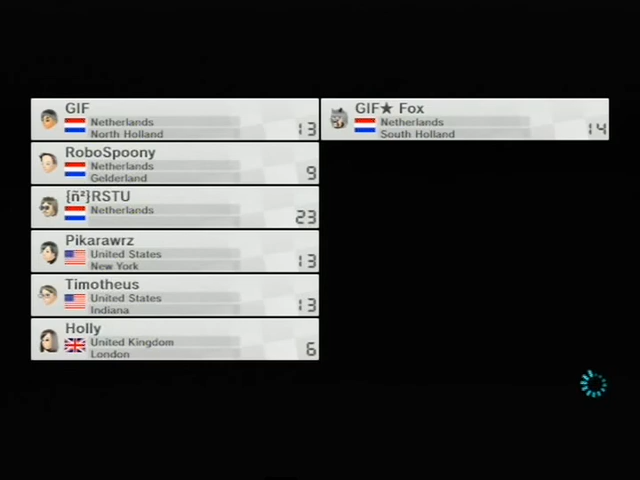 GIF
Netherlands
North Holland
13
RoboSpoony
Netherlands
Gelderland
9
{ñ²}RSTU
Netherlands
23
Pikarawrz
United States
New York
13
Timotheus
United States
Indiana
13
Holly
United Kingdom
London
6
GIF★ Fox
Netherlands
South Holland
14